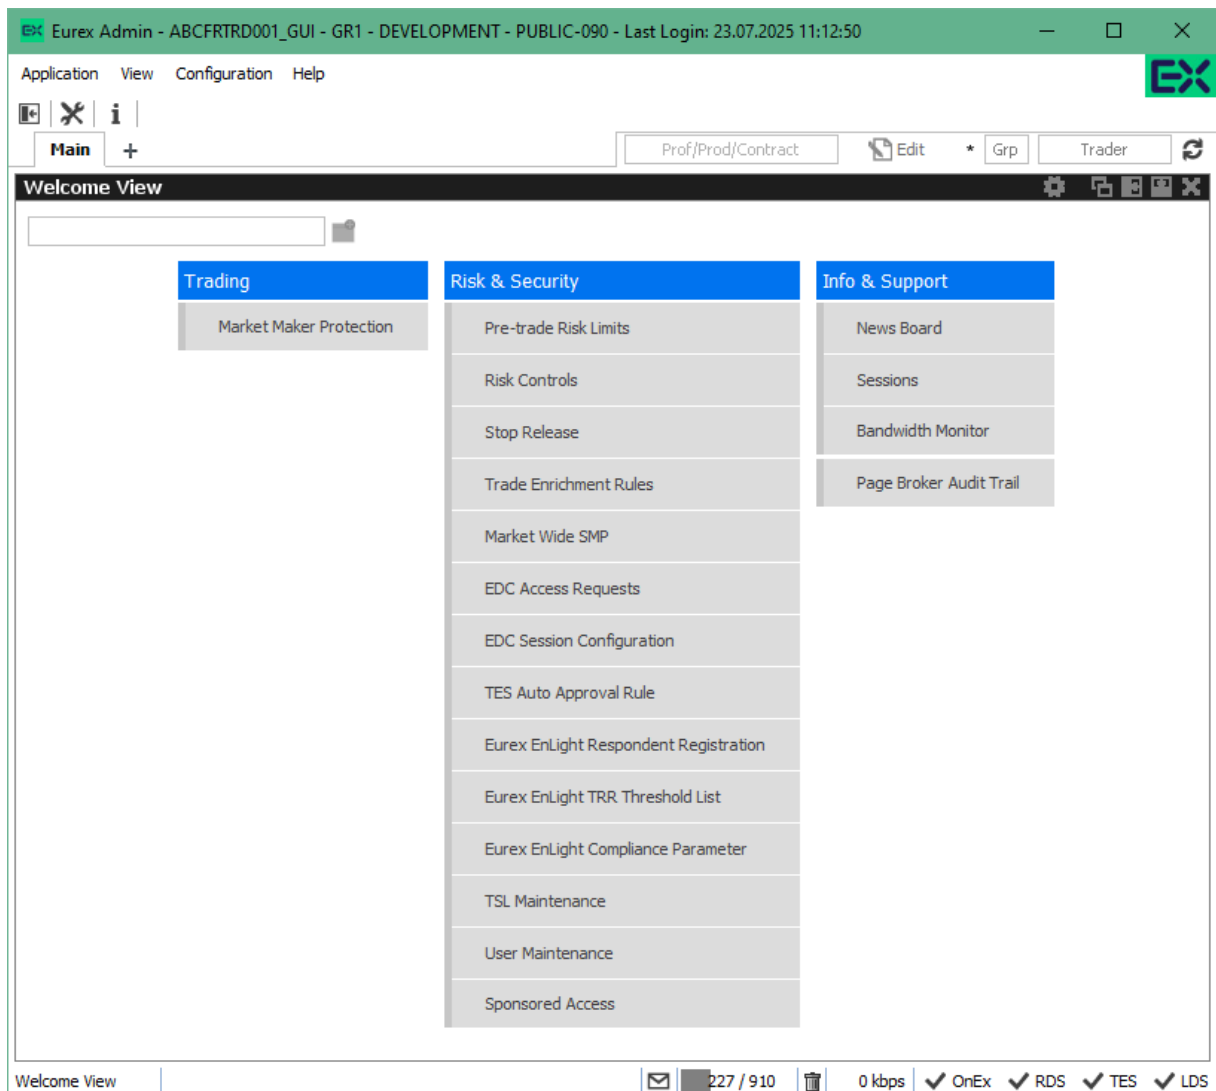 EX Eurex Admin - ABCFRTRD001_GUI - GR1 - DEVELOPMENT - PUBLIC-090 - Last Login: 23.07.2025 11:12:50
Application View Configuration Help
EX
Main + Prof/Prod/Contract Edit * Grp Trader
Welcome View
Trading
Market Maker Protection
Risk & Security
Pre-trade Risk Limits
Risk Controls
Stop Release
Trade Enrichment Rules
Market Wide SMP
EDC Access Requests
EDC Session Configuration
TES Auto Approval Rule
Eurex EnLight Respondent Registration
Eurex EnLight TRR Threshold List
Eurex EnLight Compliance Parameter
TSL Maintenance
User Maintenance
Sponsored Access
Info & Support
News Board
Sessions
Bandwidth Monitor
Page Broker Audit Trail
Welcome View 227 / 910 0 kbps OnEx RDS TES LDS